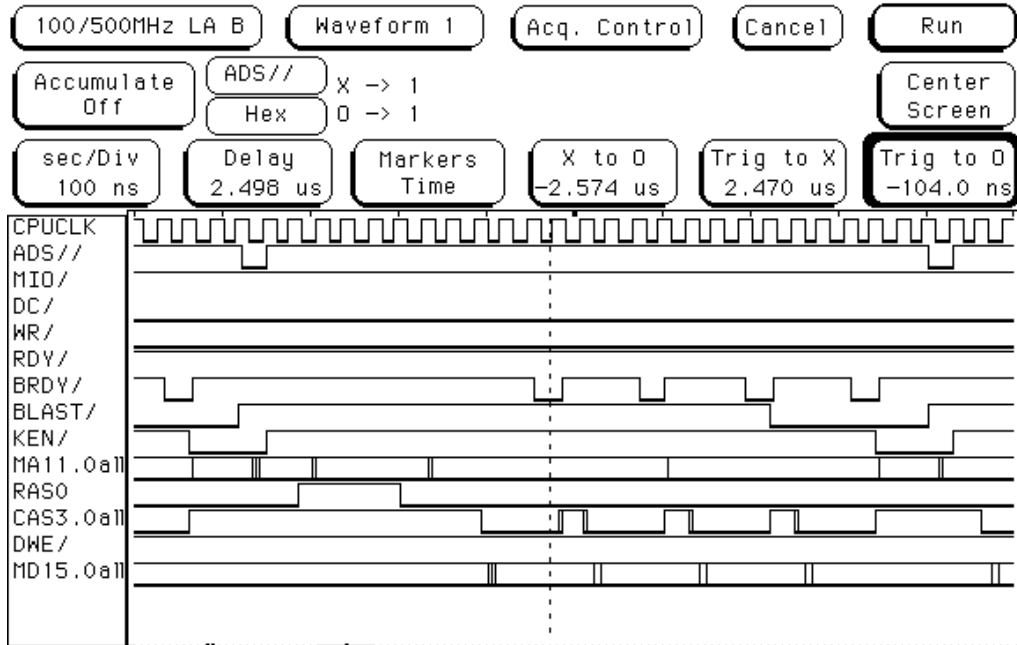 100/500MHz LA B Waveform 1 Acq. Control Cancel Run
Accumulate Off ADS// Hex X -> 1 O -> 1 Center Screen
sec/Div 100 ns Delay 2.498 us Markers Time X to O -2.574 us Trig to X 2.470 us Trig to O -104.0 ns
CPUCLK
ADS//
MIO/
DC/
WR/
RDY/
BRDY/
BLAST/
KEN/
MA11.0all
RAS0
CAS3.0all
DWE/
MD15.0all